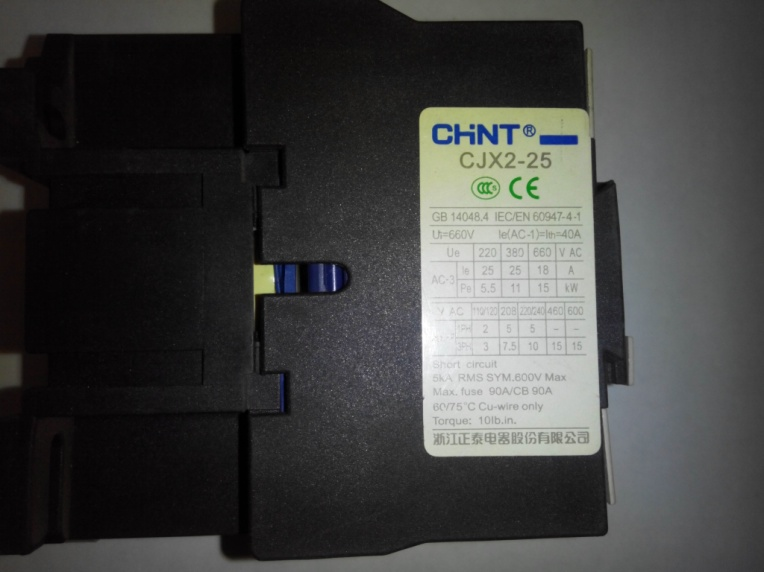 CHiNT®
CJX2-25
CCC CE
GB 14048.4 IEC/EN 60947-4-1
Ui=660V Ie(AC-1)=Ith=40A
Ue 220 380 660 V AC
AC-3 Ie 25 25 18 A
Pe 5.5 11 15 kW
V AC 110/120 208 220/240 460 600
1PH 2 5 5 - -
3PH 3 7.5 10 15 15
Short circuit
5kA RMS SYM.600V Max
Max. fuse 90A/CB 90A
60/75°C Cu-wire only
Torque: 10lb.in.
浙江正泰电器股份有限公司